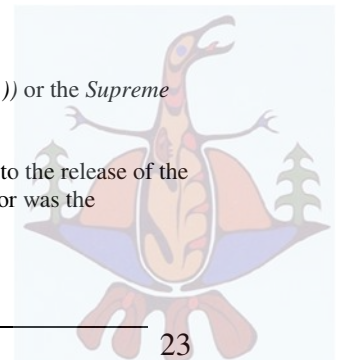 )) or the Supreme
to the release of the
or was the
23